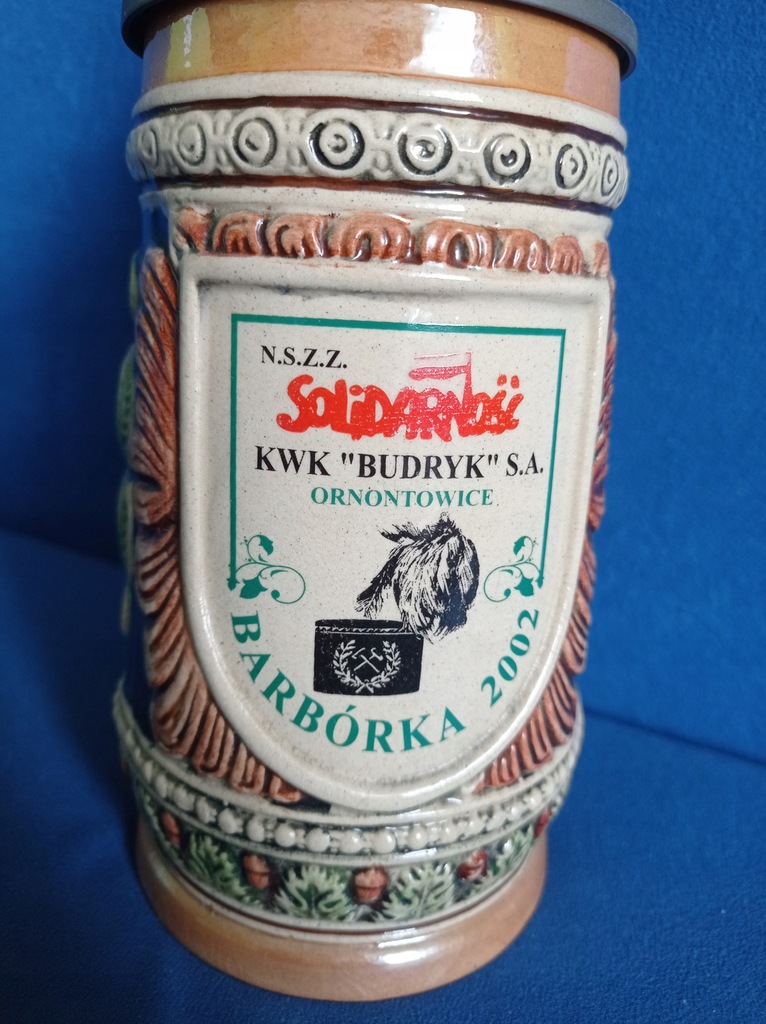 N.S.Z.Z.
SOLiDARNOŚĆ
KWK "BUDRYK" S.A.
ORNONTOWICE
BARBÓRKA 2002